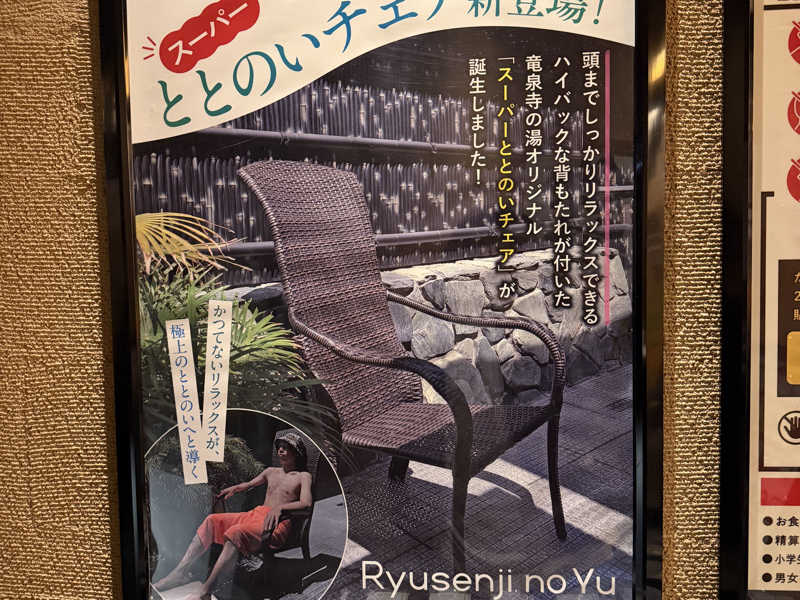 スーパー
ととのいチェア新登場!
頭までしっかりリラックスできる
ハイバックな背もたれが付いた
竜泉寺の湯オリジナル
「スーパーととのいチェア」が
誕生しました!
かつてないリラックスが、
極上のととのいへと導く
Ryusenji no Yu
●お食
●精算
●小学
●男女